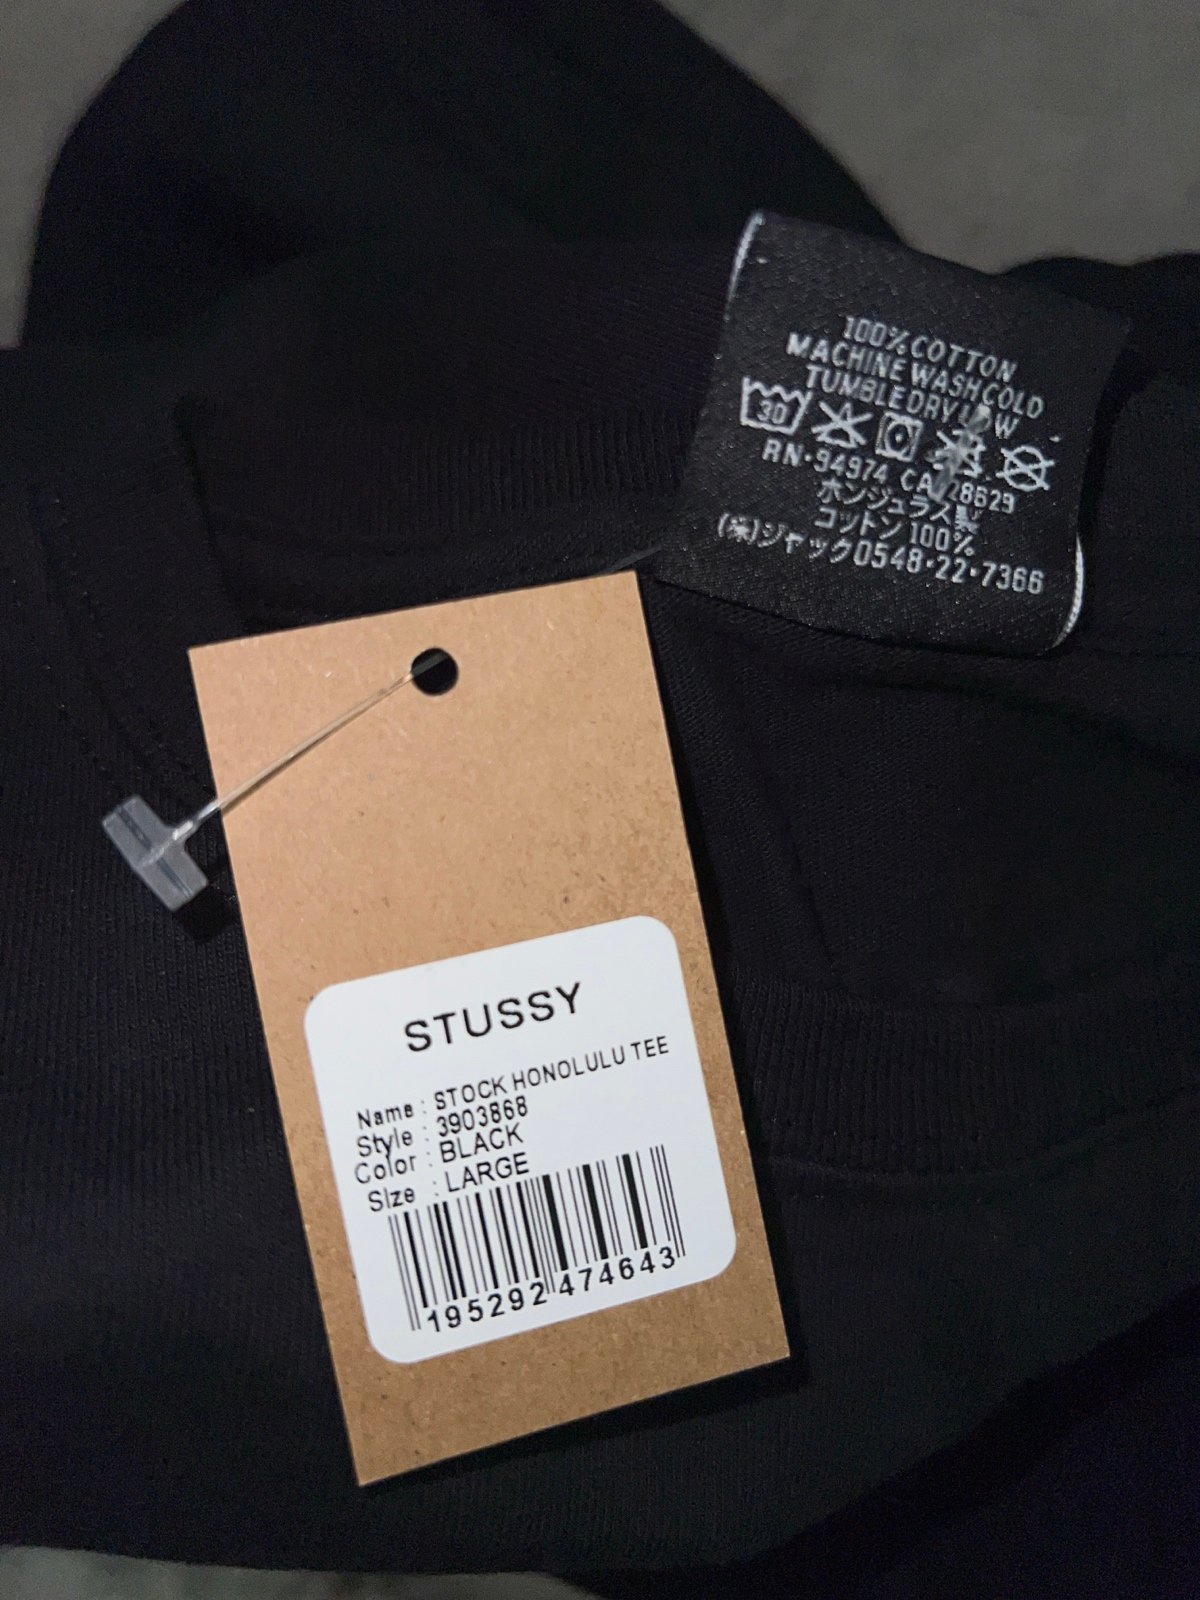 100% COTTON
MACHINE WASH COLD
TUMBLE DRY LOW
30
RN・94974 CA 28629
ホンジュラス製
コットン 100%
(株)ジャック0548・22・7366
STUSSY
Name : STOCK HONOLULU TEE
Style : 3903868
Color : BLACK
Size : LARGE
195292 474643